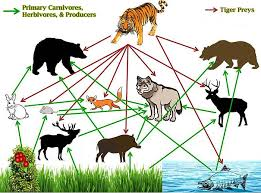 Primary Carnivores,
Herbivores, & Producers
Tiger Preys